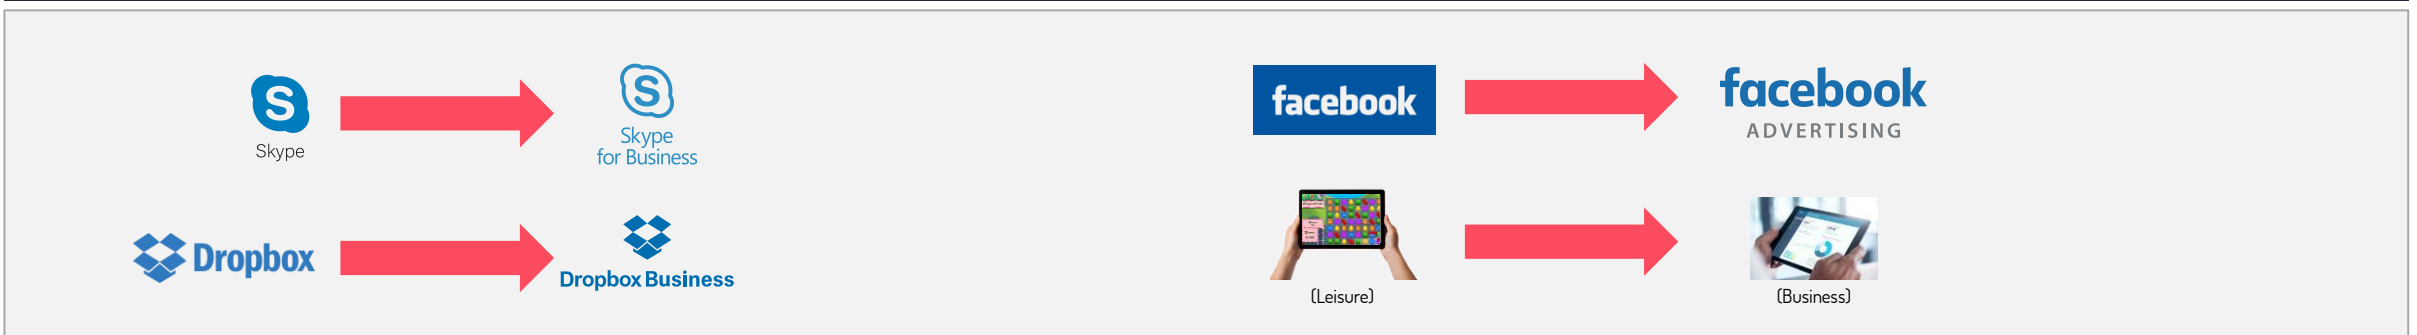 Skype
Skype
for Business
facebook
facebook
ADVERTISING
Dropbox
Dropbox Business
(Leisure)
(Business)